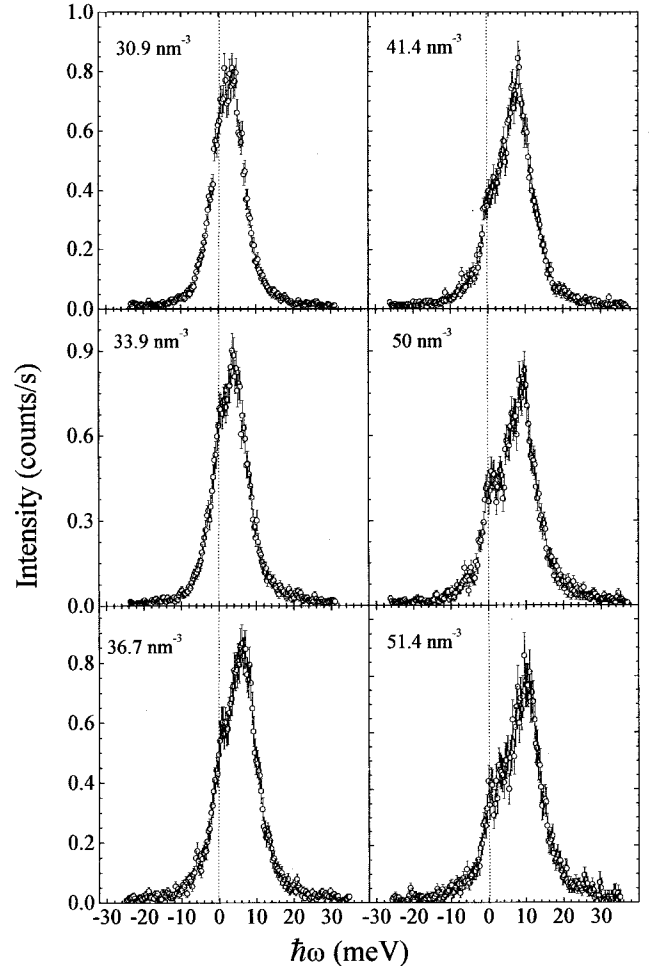 1.0
30.9 nm⁻³
41.4 nm⁻³
0.8
0.6
0.4
0.2
0.0
33.9 nm⁻³
50 nm⁻³
0.9
0.6
0.3
0.0
36.7 nm⁻³
51.4 nm⁻³
0.8
0.6
0.4
0.2
0.0
-30 -20 -10 0 10 20 30
-30 -20 -10 0 10 20 30
Intensity (counts/s)
ħω (meV)